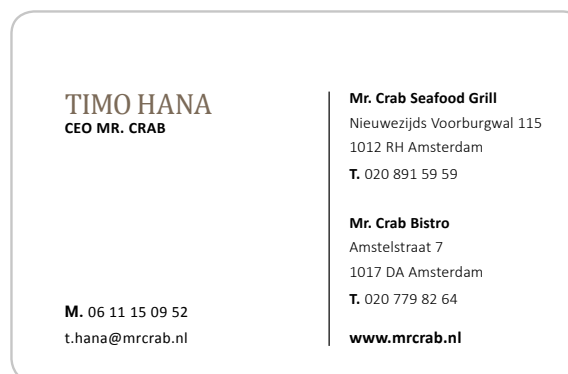 TIMO HANA
CEO MR. CRAB
M. 06 11 15 09 52
t.hana@mrcrab.nl
Mr. Crab Seafood Grill
Nieuwezijds Voorburgwal 115
1012 RH Amsterdam
T. 020 891 59 59
Mr. Crab Bistro
Amstelstraat 7
1017 DA Amsterdam
T. 020 779 82 64
www.mrcrab.nl